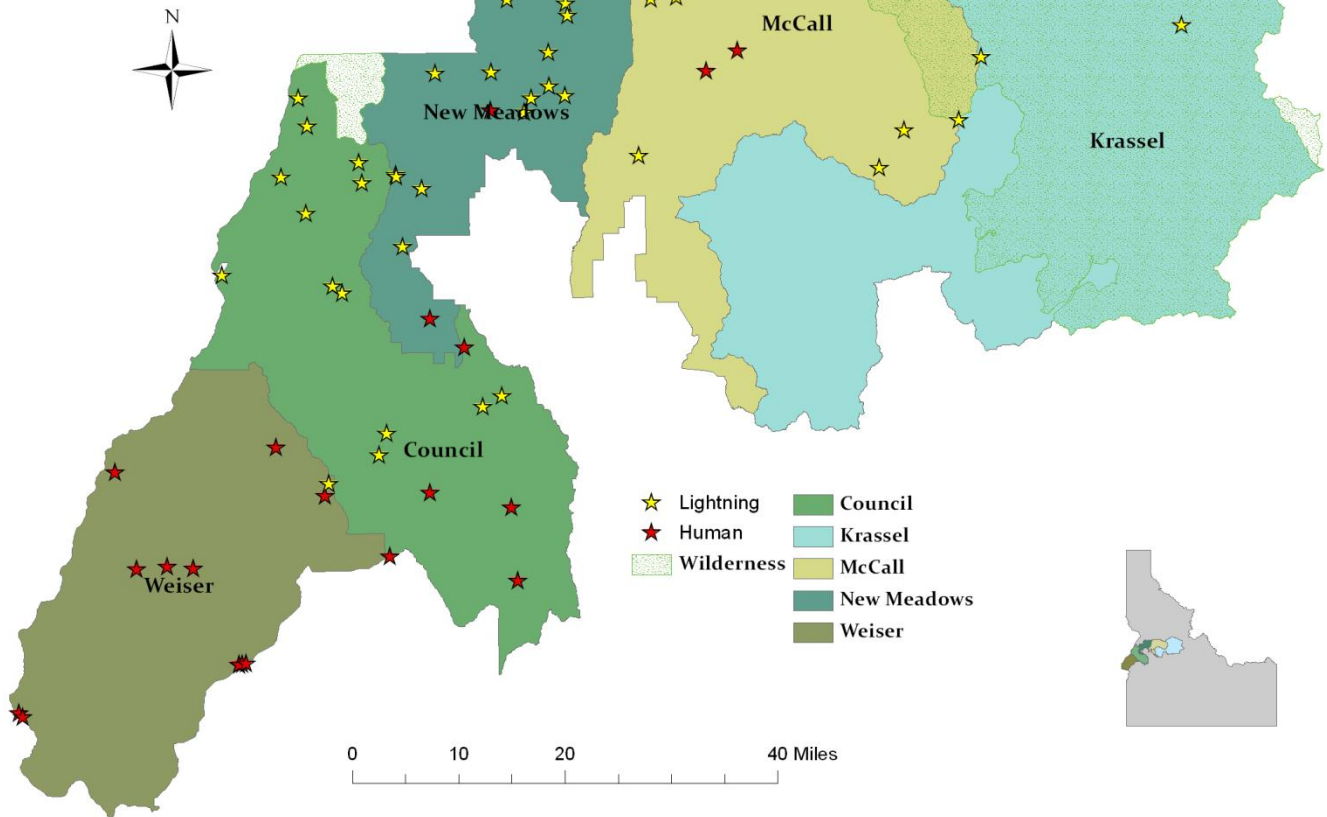 N
McCall
New Meadows
Krassel
Council
Weiser
Lightning
Human
Wilderness
Council
Krassel
McCall
New Meadows
Weiser
0 10 20 40 Miles